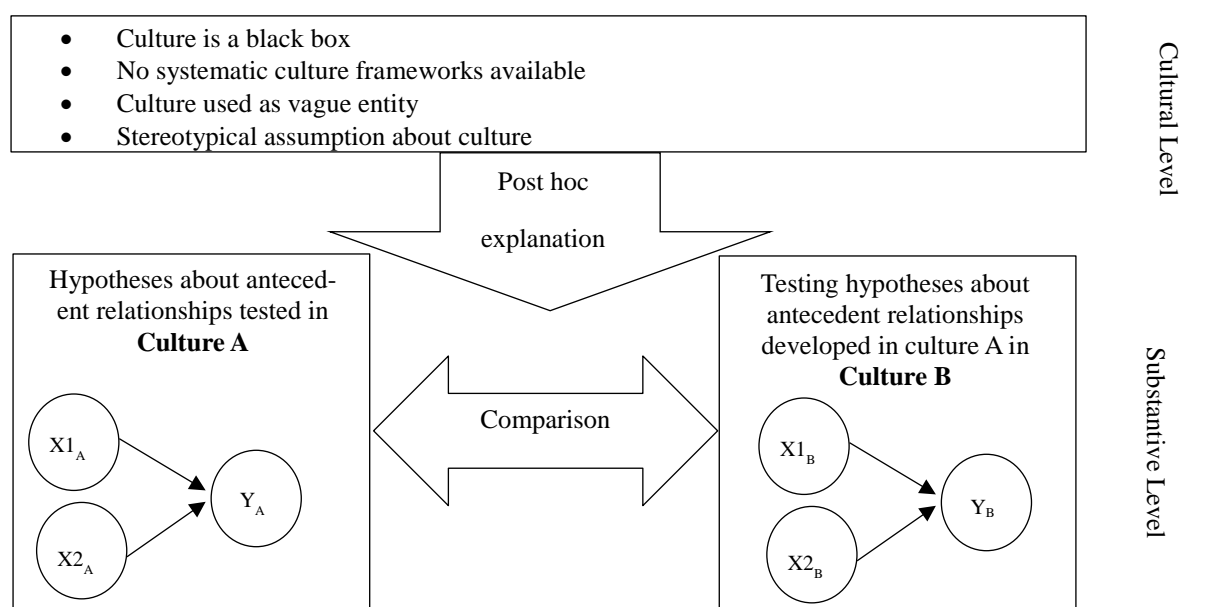 • Culture is a black box
• No systematic culture frameworks available
• Culture used as vague entity
• Stereotypical assumption about culture
Cultural Level
Post hoc
explanation
Hypotheses about anteced-
ent relationships tested in
Culture A
X1A
X2A
YA
Comparison
Testing hypotheses about
antecedent relationships
developed in culture A in
Culture B
X1B
X2B
YB
Substantive Level